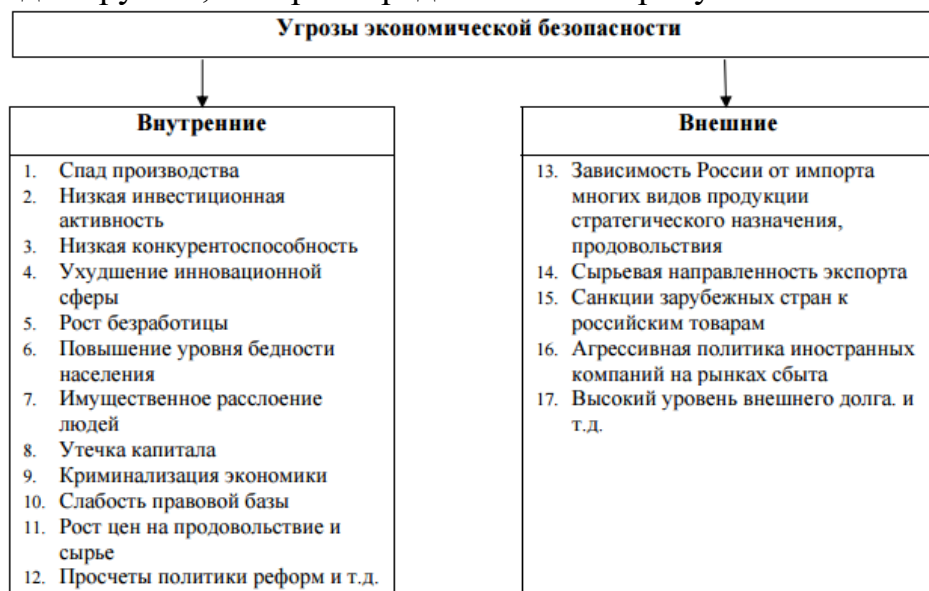 Угрозы экономической безопасности
Внутренние
1. Спад производства
2. Низкая инвестиционная
активность
3. Низкая конкурентоспособность
4. Ухудшение инновационной
сферы
5. Рост безработицы
6. Повышение уровня бедности
населения
7. Имущественное расслоение
людей
8. Утечка капитала
9. Криминализация экономики
10. Слабость правовой базы
11. Рост цен на продовольствие и
сырье
12. Просчеты политики реформ и т.д.
Внешние
13. Зависимость России от импорта
многих видов продукции
стратегического назначения,
продовольствия
14. Сырьевая направленность экспорта
15. Санкции зарубежных стран к
российским товарам
16. Агрессивная политика иностранных
компаний на рынках сбыта
17. Высокий уровень внешнего долга. и
т.д.